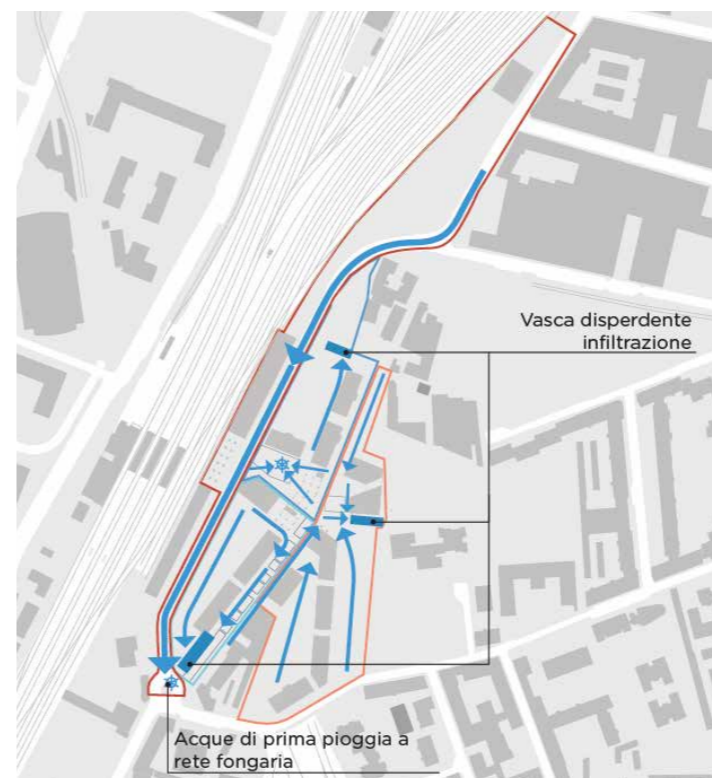 Vasca disperdente
infiltrazione
Acque di prima pioggia a
rete fongaria